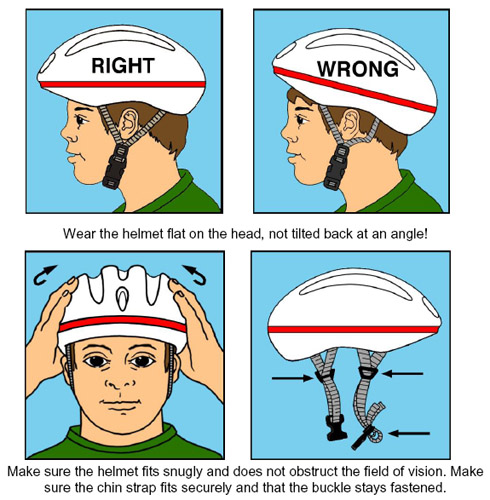 RIGHT
WRONG
Wear the helmet flat on the head, not tilted back at an angle!
Make sure the helmet fits snugly and does not obstruct the field of vision. Make
sure the chin strap fits securely and that the buckle stays fastened.